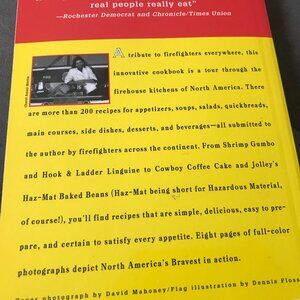 real people really eat"
—Rochester Democrat and Chronicle/Times Union
A tribute to firefighters everywhere, this
innovative cookbook is a tour through the
firehouse kitchens of North America. There
are more than 200 recipes for appetizers, soups, salads, quickbreads,
main courses, side dishes, desserts, and beverages—all submitted to
the author by firefighters across the continent. From Shrimp Gumbo
and Hook & Ladder Linguine to Cowboy Coffee Cake and Jolley's
Haz-Mat Baked Beans (Haz-Mat being short for Hazardous Material,
of course!), you'll find recipes that are simple, delicious, easy to pre-
pare, and certain to satisfy every appetite. Eight pages of full-color
photographs depict North America's Bravest in action.
photograph by David Mahoney/Flag illustration by Dennis